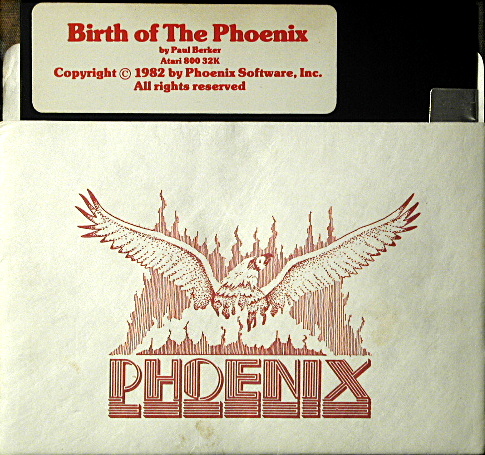 Birth of The Phoenix
by Paul Berker
Atari 800 32K
Copyright © 1982 by Phoenix Software, Inc.
All rights reserved
PHOENIX